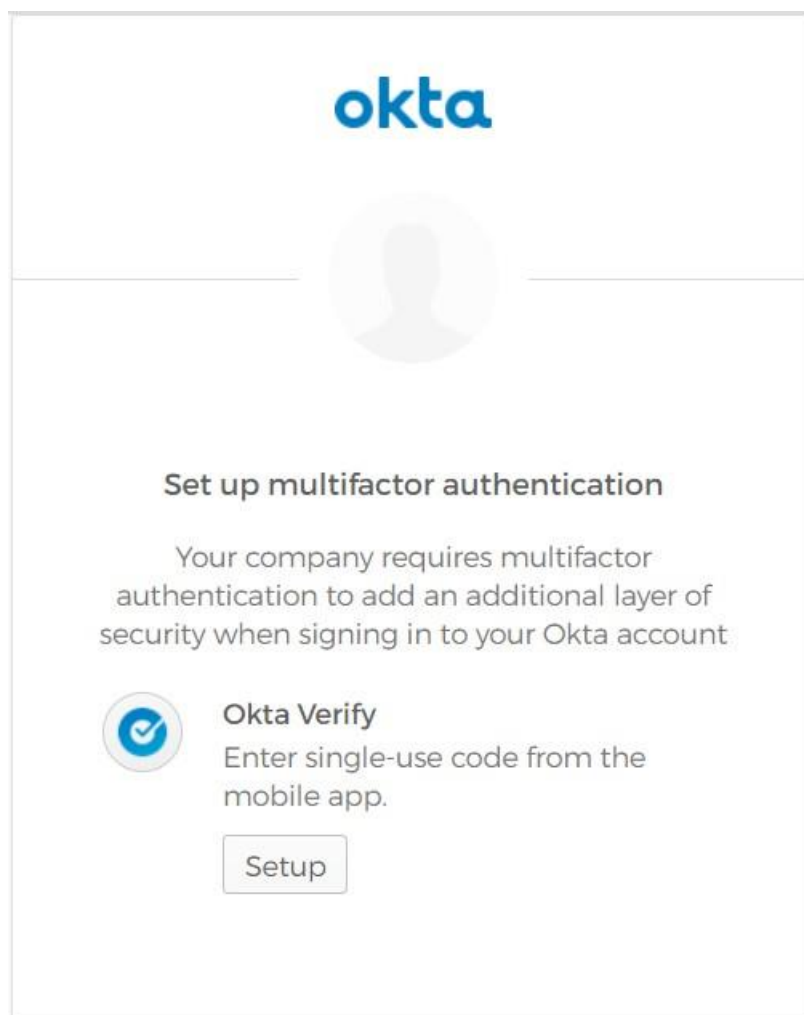 okta
Set up multifactor authentication
Your company requires multifactor
authentication to add an additional layer of
security when signing in to your Okta account
Okta Verify
Enter single-use code from the
mobile app.
Setup